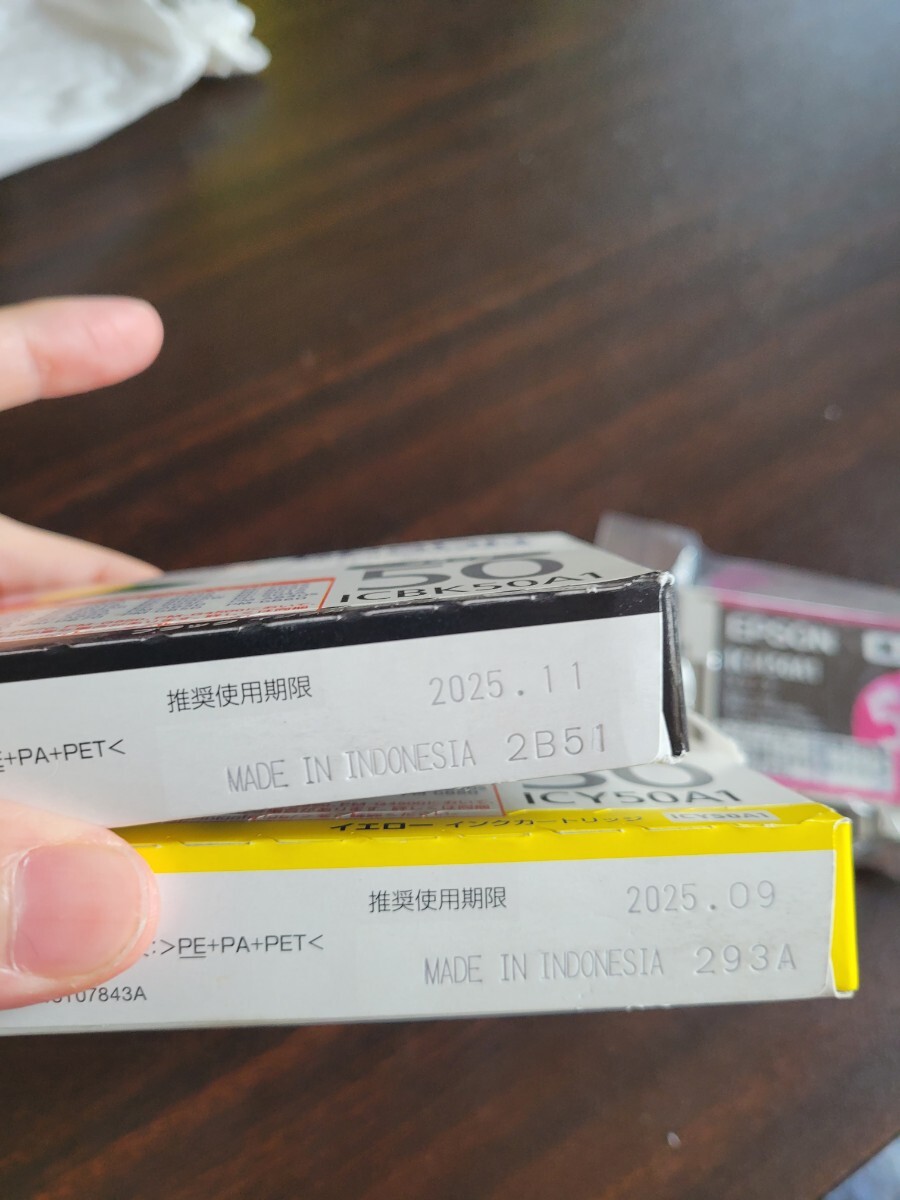 50
ICBK50A1
推奨使用期限 2025.11
+PA+PET<
MADE IN INDONESIA 2B51
50
ICY50A1
イエロー インクカートリッジ ICY50A1
推奨使用期限 2025.09
:>PE+PA+PET<
MADE IN INDONESIA 293A
07843A
EPSON